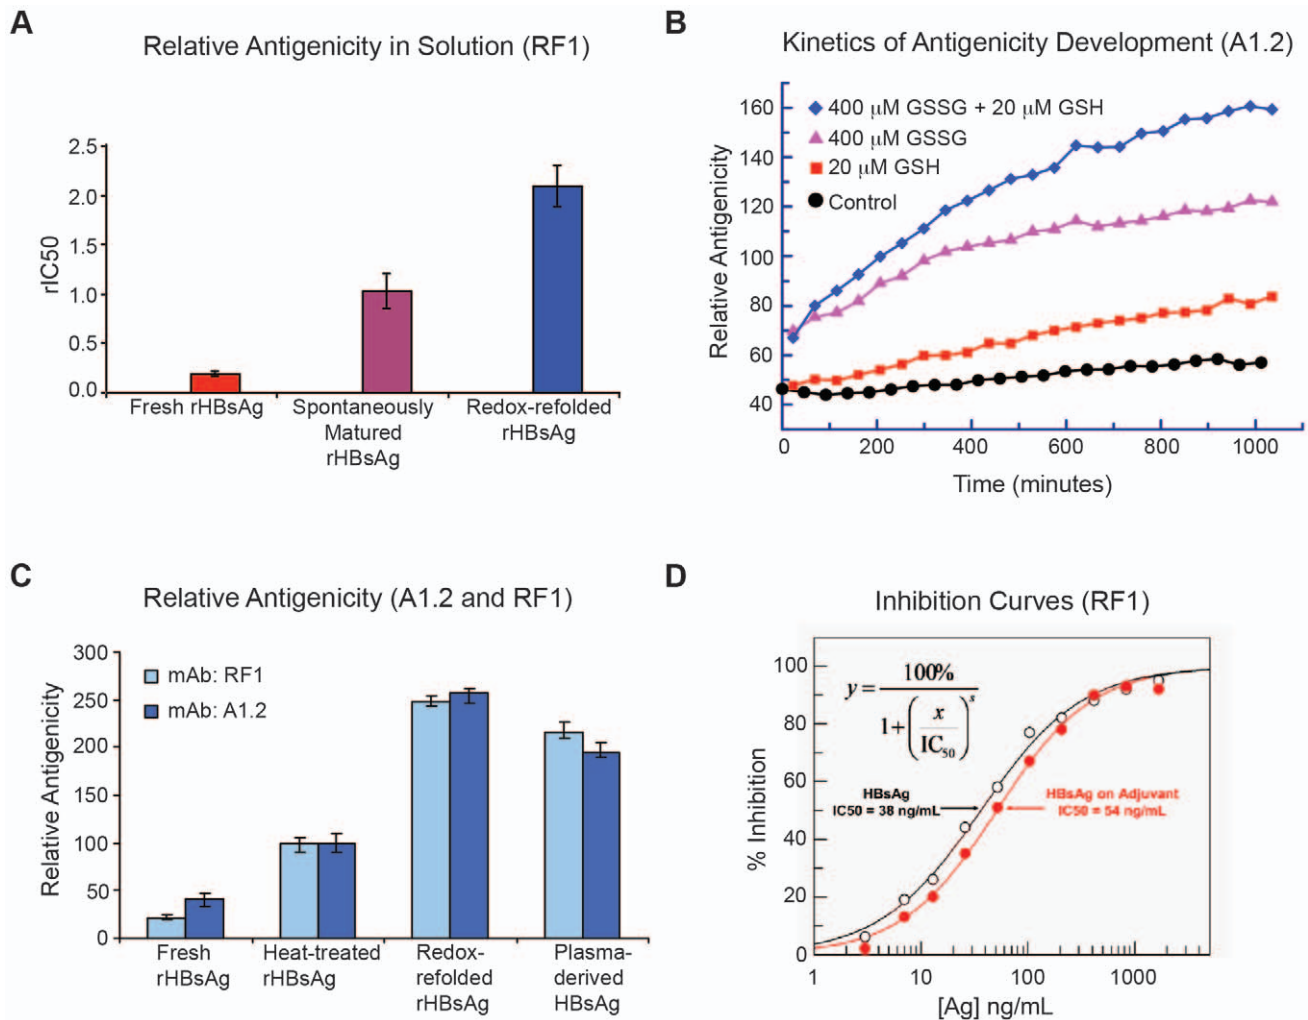 A
Relative Antigenicity in Solution (RF1)
rIC50
2.5
2.0
1.5
1.0
0.5
0.0
Fresh rHBsAg
Spontaneously
Matured
rHBsAg
Redox-refolded
rHBsAg
B
Kinetics of Antigenicity Development (A1.2)
Relative Antigenicity
160
140
120
100
80
60
40
400 μM GSSG + 20 μM GSH
400 μM GSSG
20 μM GSH
Control
0 200 400 600 800 1000
Time (minutes)
C
Relative Antigenicity (A1.2 and RF1)
Relative Antigenicity
300
250
200
150
100
50
0
mAb: RF1
mAb: A1.2
Fresh
rHBsAg
Heat-treated
rHBsAg
Redox-
refolded
rHBsAg
Plasma-
derived
HBsAg
D
Inhibition Curves (RF1)
% Inhibition
100
80
60
40
20
0
y = 100% / 1+(x/IC50)^s
HBsAg
IC50 = 38 ng/mL
HBsAg on Adjuvant
IC50 = 54 ng/mL
1 10 100 1000
[Ag] ng/mL